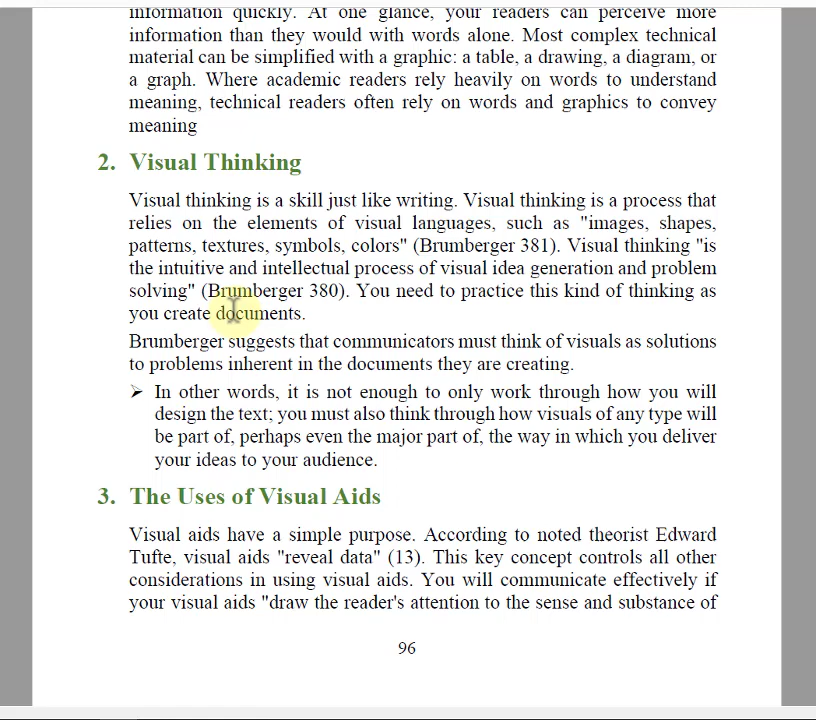 information quickly. At one glance, your readers can perceive more
information than they would with words alone. Most complex technical
material can be simplified with a graphic: a table, a drawing, a diagram, or
a graph. Where academic readers rely heavily on words to understand
meaning, technical readers often rely on words and graphics to convey
meaning
2. Visual Thinking
Visual thinking is a skill just like writing. Visual thinking is a process that
relies on the elements of visual languages, such as "images, shapes,
patterns, textures, symbols, colors" (Brumberger 381). Visual thinking "is
the intuitive and intellectual process of visual idea generation and problem
solving" (Brumberger 380). You need to practice this kind of thinking as
you create documents.
Brumberger suggests that communicators must think of visuals as solutions
to problems inherent in the documents they are creating.
➢ In other words, it is not enough to only work through how you will
design the text; you must also think through how visuals of any type will
be part of, perhaps even the major part of, the way in which you deliver
your ideas to your audience.
3. The Uses of Visual Aids
Visual aids have a simple purpose. According to noted theorist Edward
Tufte, visual aids "reveal data" (13). This key concept controls all other
considerations in using visual aids. You will communicate effectively if
your visual aids "draw the reader's attention to the sense and substance of
96